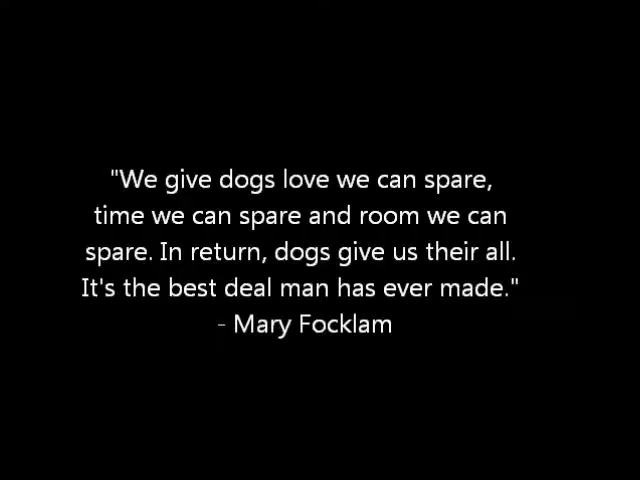 "We give dogs love we can spare,
time we can spare and room we can
spare. In return, dogs give us their all.
It's the best deal man has ever made."
- Mary Focklam